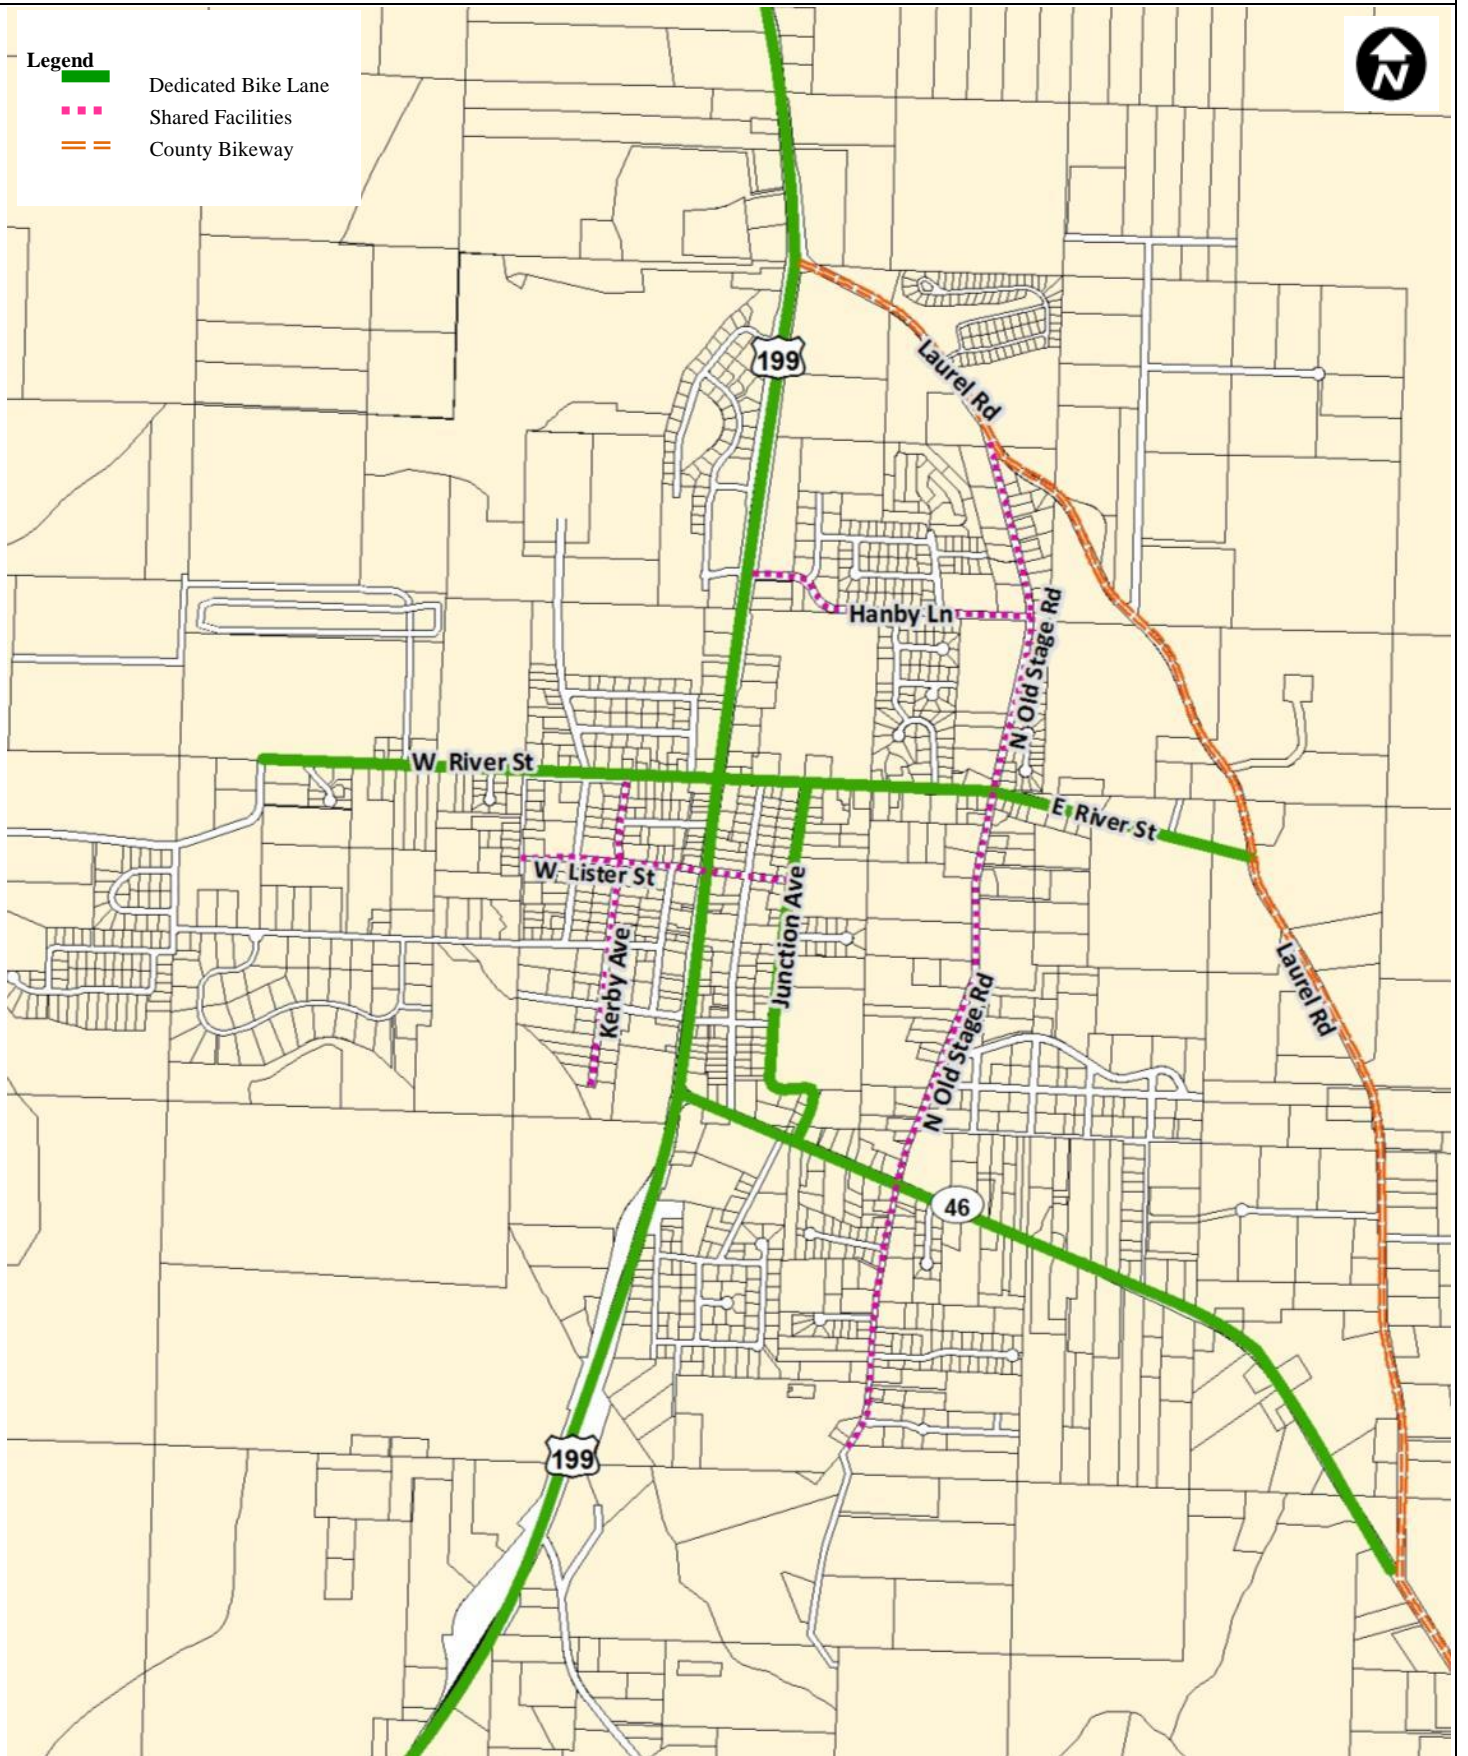 Legend
Dedicated Bike Lane
Shared Facilities
County Bikeway
N
199
Laurel Rd
Hanby Ln
N Old Stage Rd
W River St
E River St
W Lister St
Junction Ave
Kerby Ave
Laurel Rd
N Old Stage Rd
46
199